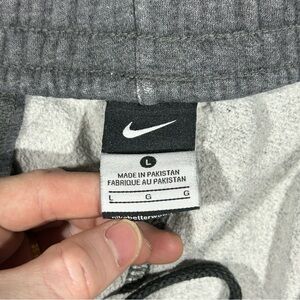 L
MADE IN PAKISTAN
FABRIQUE AU PAKISTAN
L G G